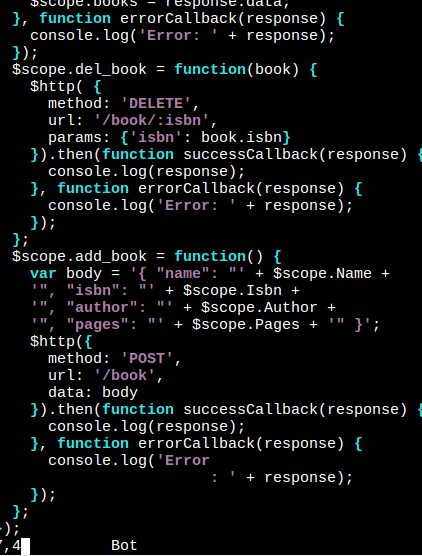 $scope.books = response.data;
}, function errorCallback(response) {
console.log('Error: ' + response);
});
$scope.del_book = function(book) {
$http( {
method: 'DELETE',
url: '/book/:isbn',
params: {'isbn': book.isbn}
}).then(function successCallback(response) {
console.log(response);
}, function errorCallback(response) {
console.log('Error: ' + response);
});
};
$scope.add_book = function() {
var body = '{ "name": "' + $scope.Name +
'", "isbn": "' + $scope.Isbn +
'", "author": "' + $scope.Author +
'", "pages": "' + $scope.Pages + '" }';
$http({
method: 'POST',
url: '/book',
data: body
}).then(function successCallback(response) {
console.log(response);
}, function errorCallback(response) {
console.log('Error
: ' + response);
});
};
});
7,4 Bot